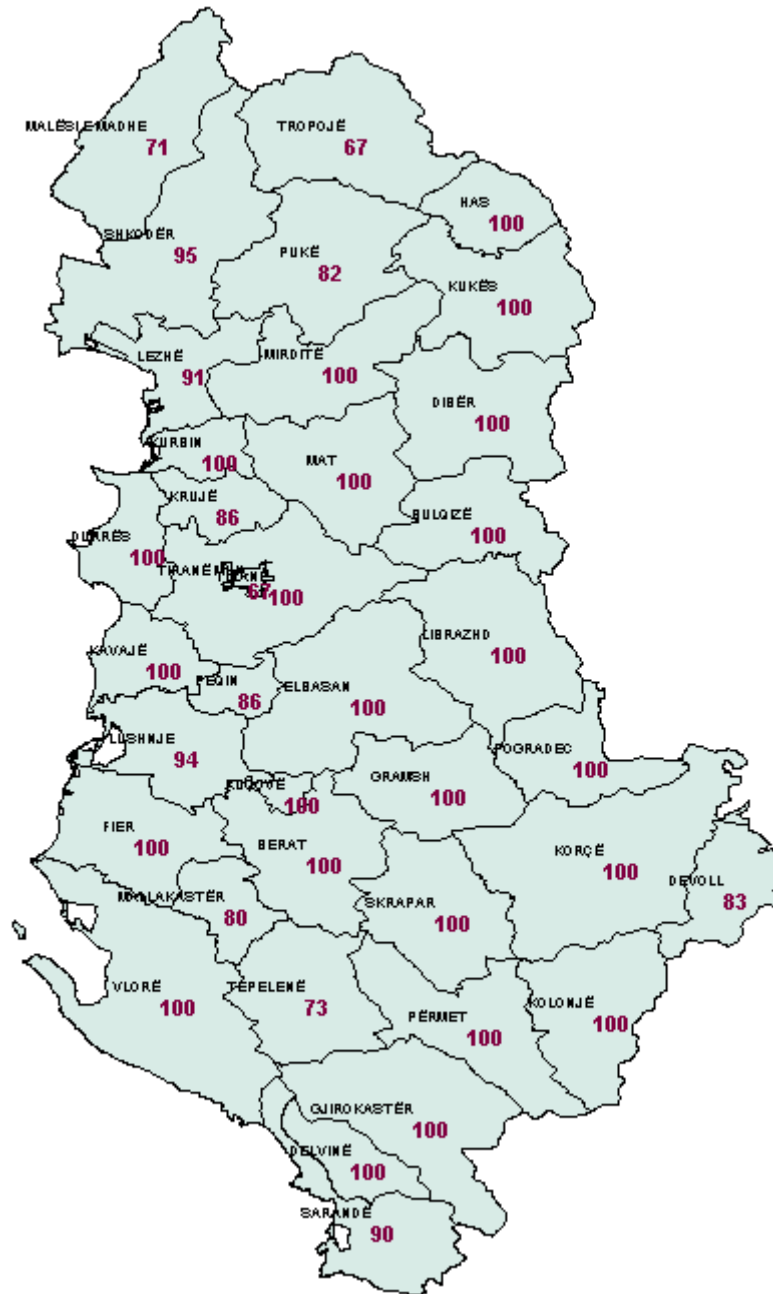 MALËSI E MADHE
71
TROPOJË
67
HAS
100
SHKODËR
95
PUKË
82
KUKËS
100
LEZHË
91
MIRDITË
100
DIBËR
100
KURBIN
100
MAT
100
KRUJË
86
BULQIZË
100
DURRËS
100
67
100
LIBRAZHD
100
KAVAJË
100
PEQIN
86
ELBASAN
100
LUSHNJE
94
POGRADEC
100
GRAMSH
100
KUÇOVË
100
FIER
100
BERAT
100
KORÇË
100
DEVOLL
83
MALLAKASTËR
80
SKRAPAR
100
VLORË
100
TEPELENË
73
PËRMET
100
KOLONJË
100
GJIROKASTËR
100
DELVINË
100
SARANDË
90